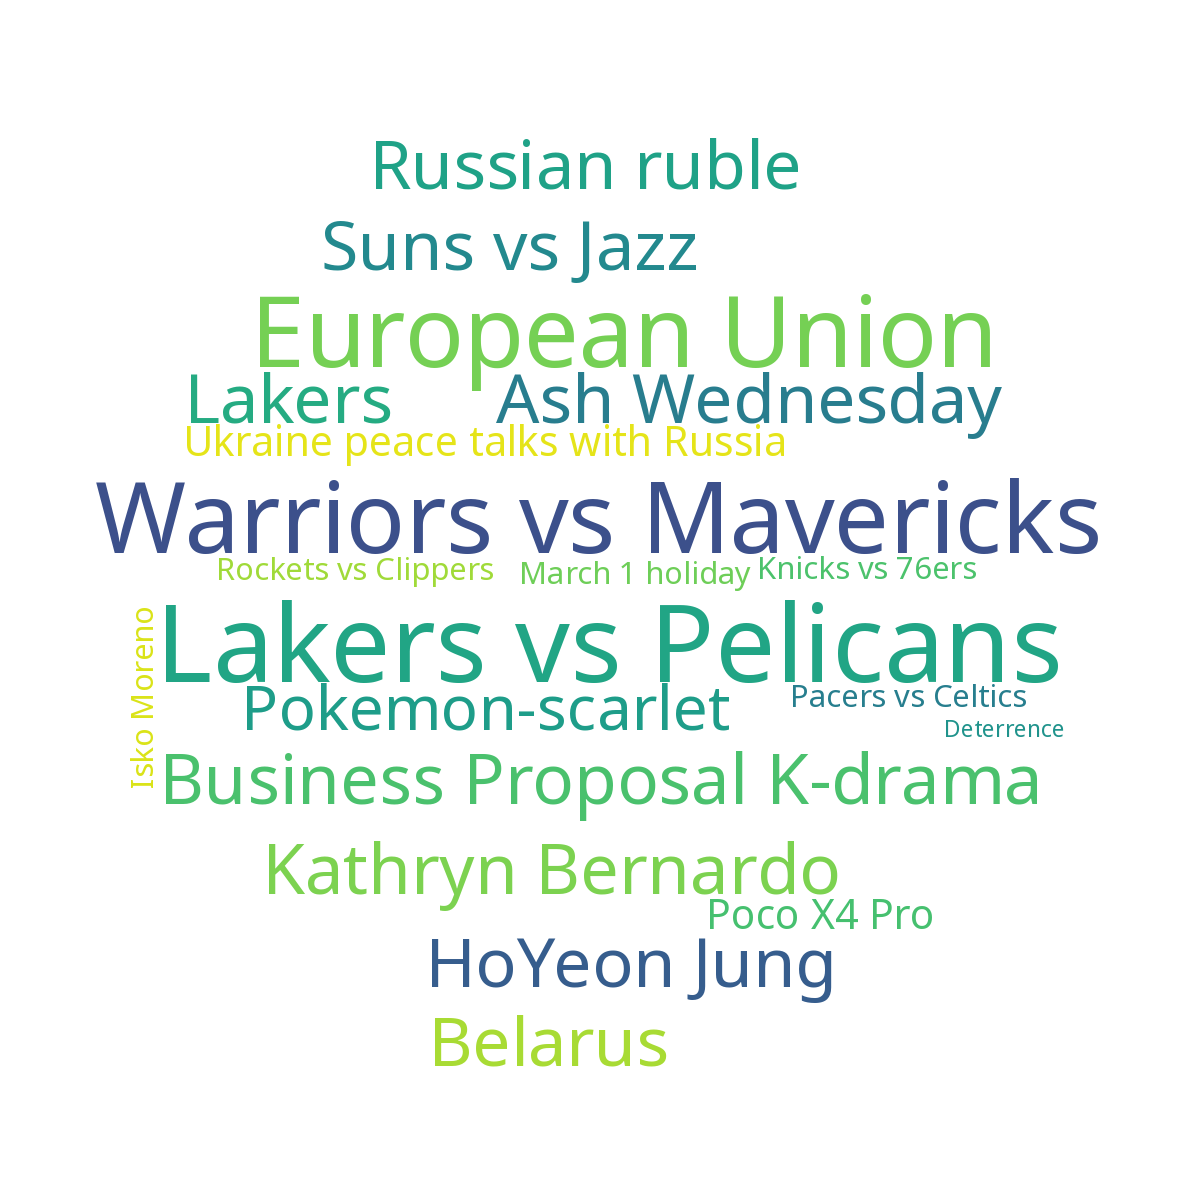 Russian ruble
Suns vs Jazz
European Union
Lakers
Ash Wednesday
Ukraine peace talks with Russia
Warriors vs Mavericks
Rockets vs Clippers
March 1 holiday
Knicks vs 76ers
Isko Moreno
Lakers vs Pelicans
Pokemon-scarlet
Pacers vs Celtics
Deterrence
Business Proposal K-drama
Kathryn Bernardo
Poco X4 Pro
HoYeon Jung
Belarus